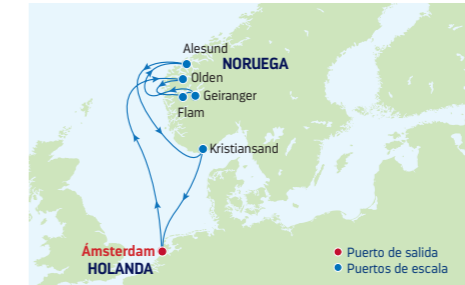 Alesund
NORUEGA
Olden
Geiranger
Flam
Kristiansand
Ámsterdam
HOLANDA
Puerto de salida
Puertos de escala